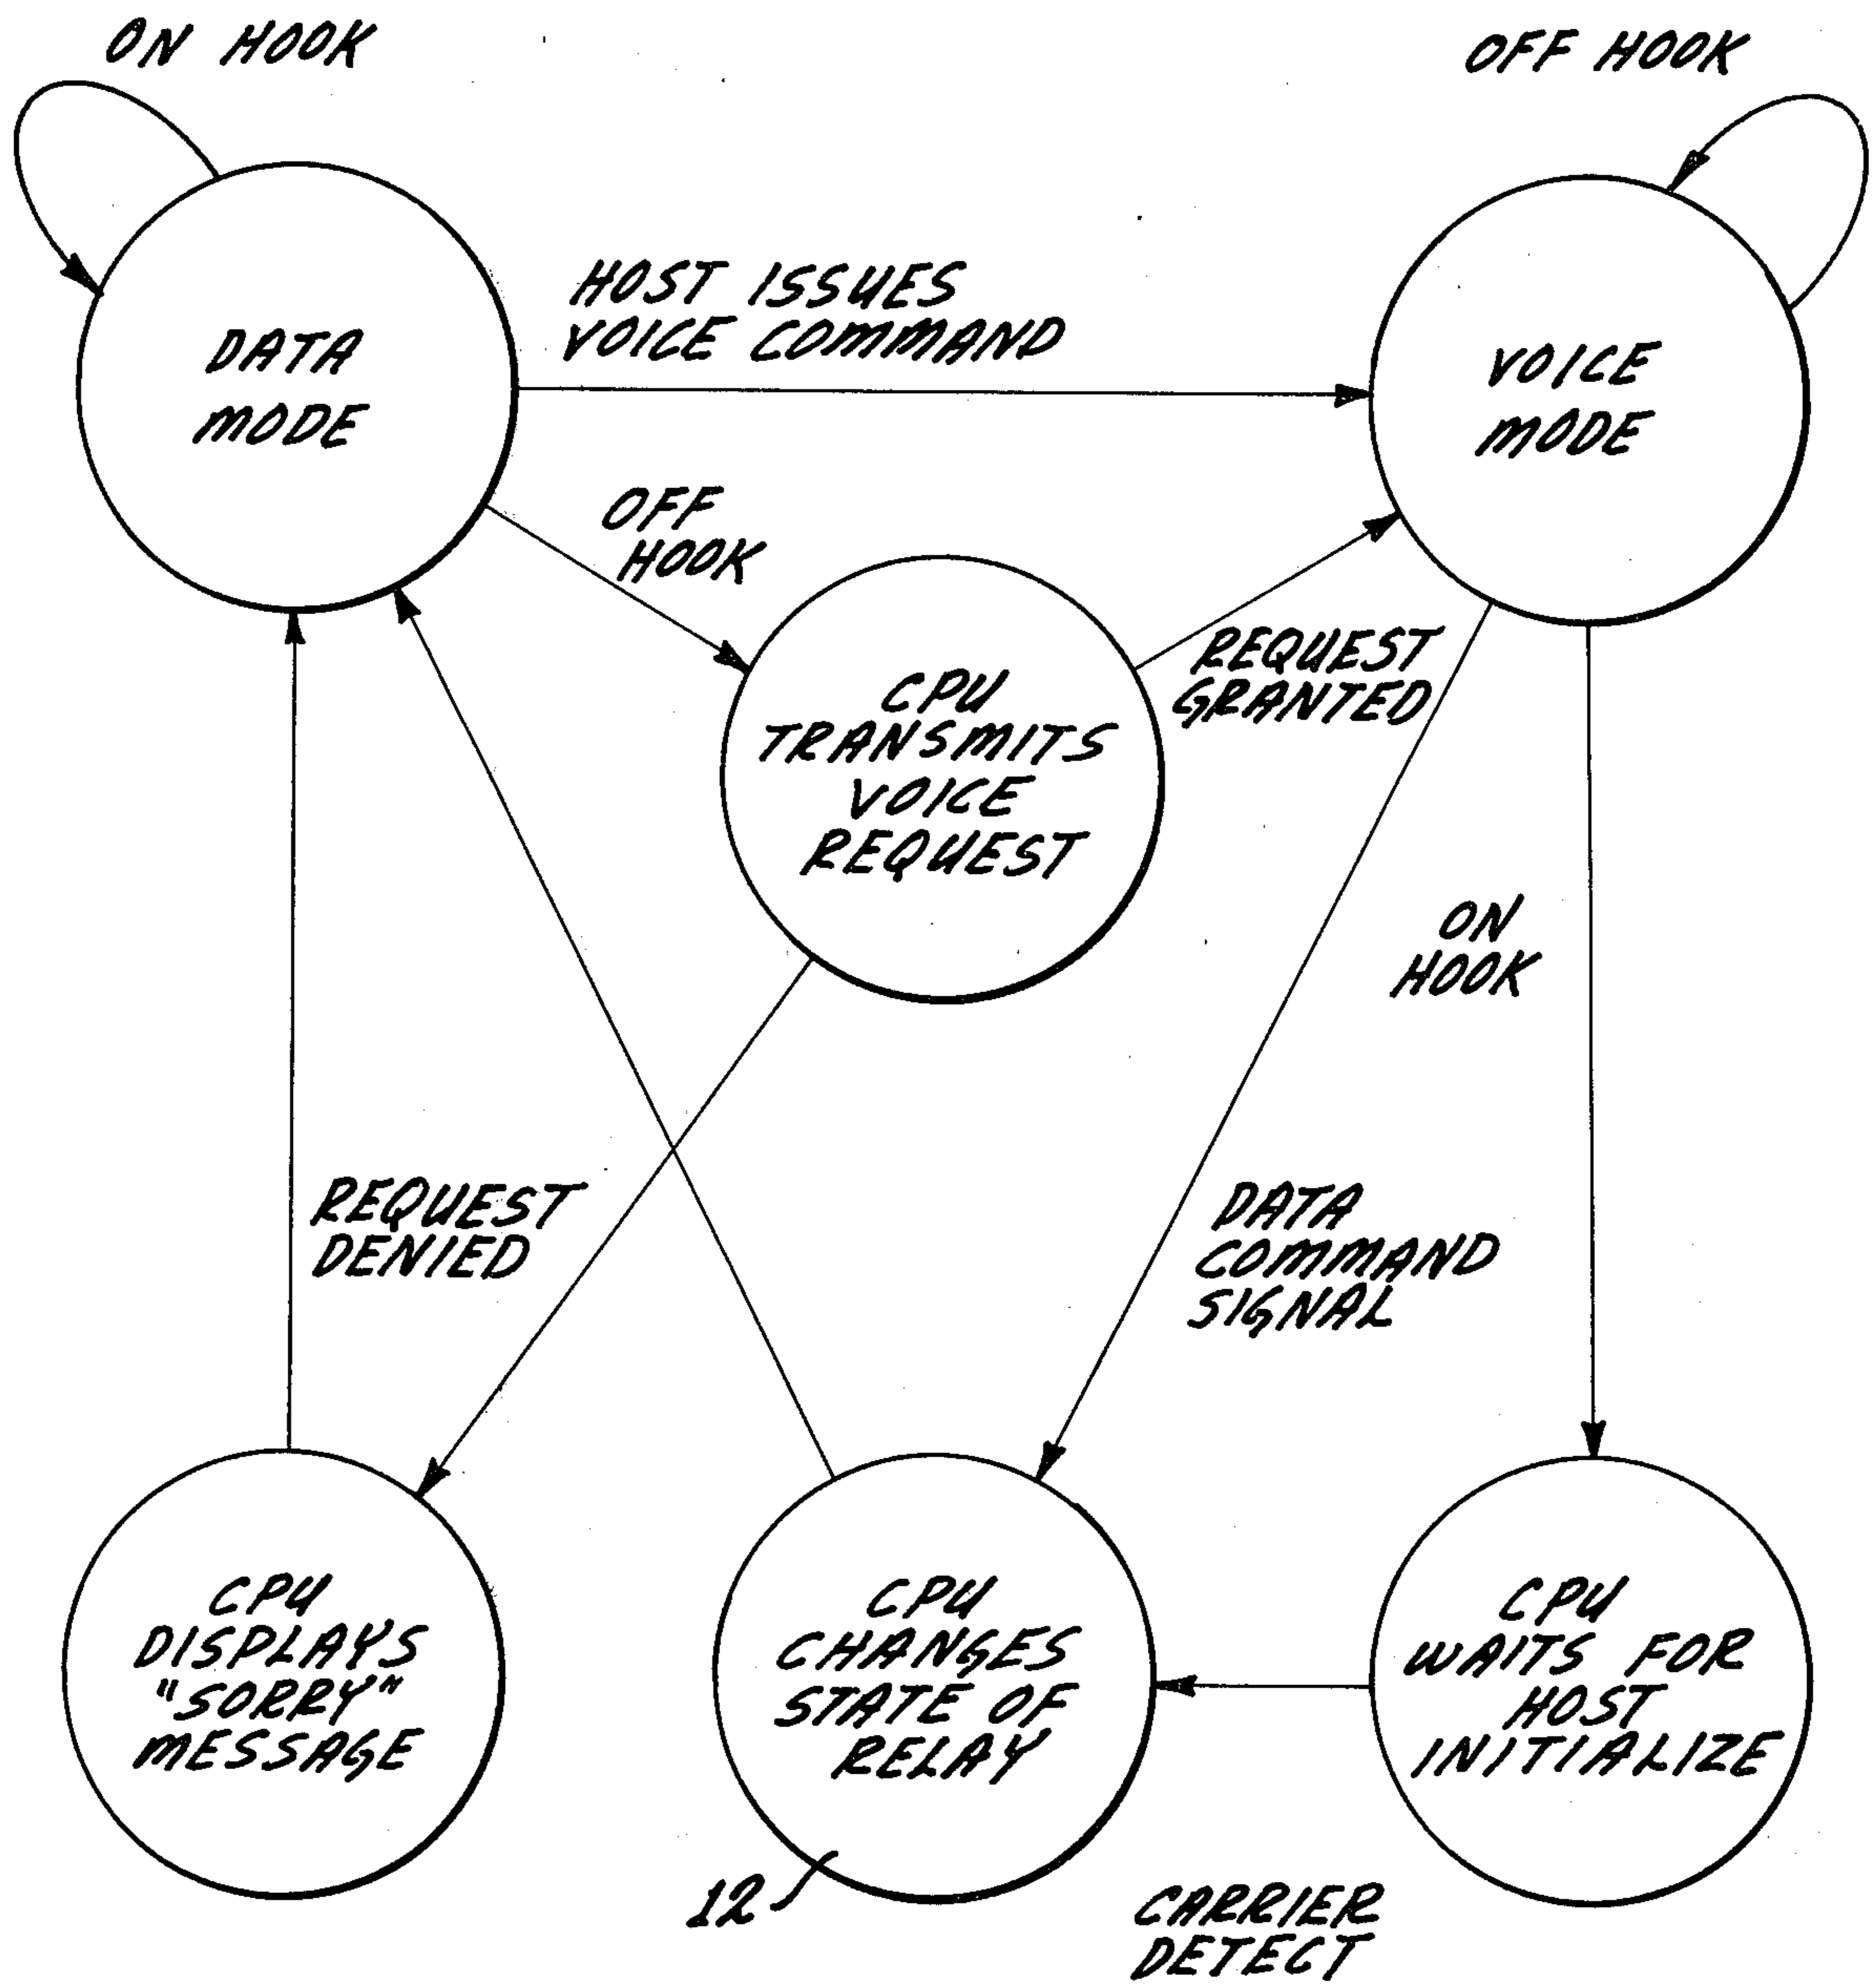 ON HOOK
OFF HOOK
HOST ISSUES
VOICE COMMAND
DATA
MODE
VOICE
MODE
OFF
HOOK
CPU
TRANSMITS
VOICE
REQUEST
REQUEST
GRANTED
ON
HOOK
REQUEST
DENIED
DATA
COMMAND
SIGNAL
CPU
DISPLAYS
"SORRY"
MESSAGE
CPU
CHANGES
STATE OF
RELAY
CPU
WAITS FOR
HOST
INITIALIZE
12
CARRIER
DETECT